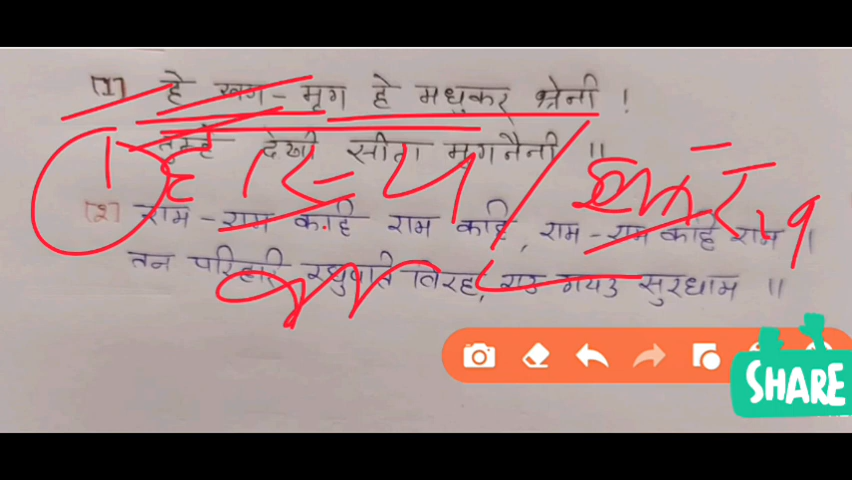 (1) हे खग-मृग हे मधुकर श्रेनी !
तुम्हें देखी सीता मृगनैनी ॥
(2) राम-राम कहि राम कहि, राम-राम कहि राम ।
तन परिहरि रघुपति विरह, राउ गयउ सुरधाम ॥
SHARE